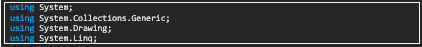 using System;
using System.Collections.Generic;
using System.Drawing;
using System.Linq;